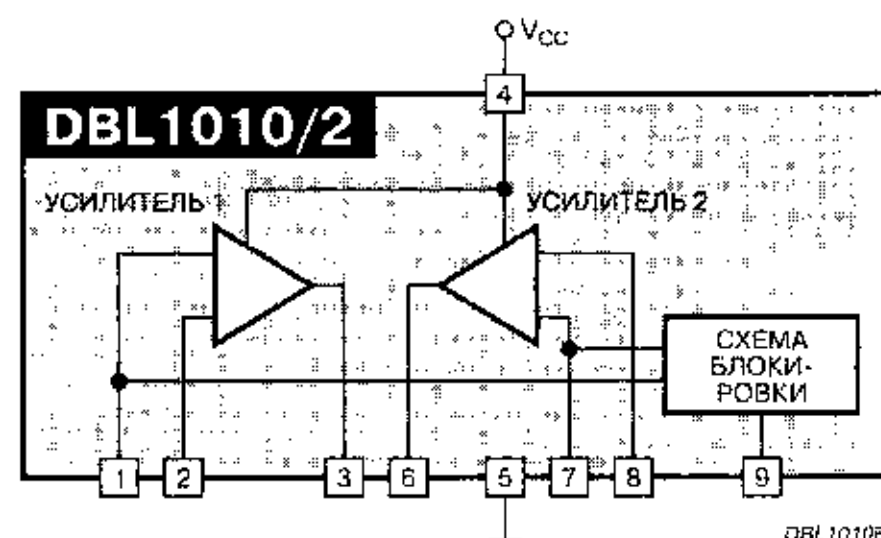 V_CC
4
DBL1010/2
УСИЛИТЕЛЬ 1
УСИЛИТЕЛЬ 2
СХЕМА
БЛОКИ-
РОВКИ
1 2 3 6 5 7 8 9